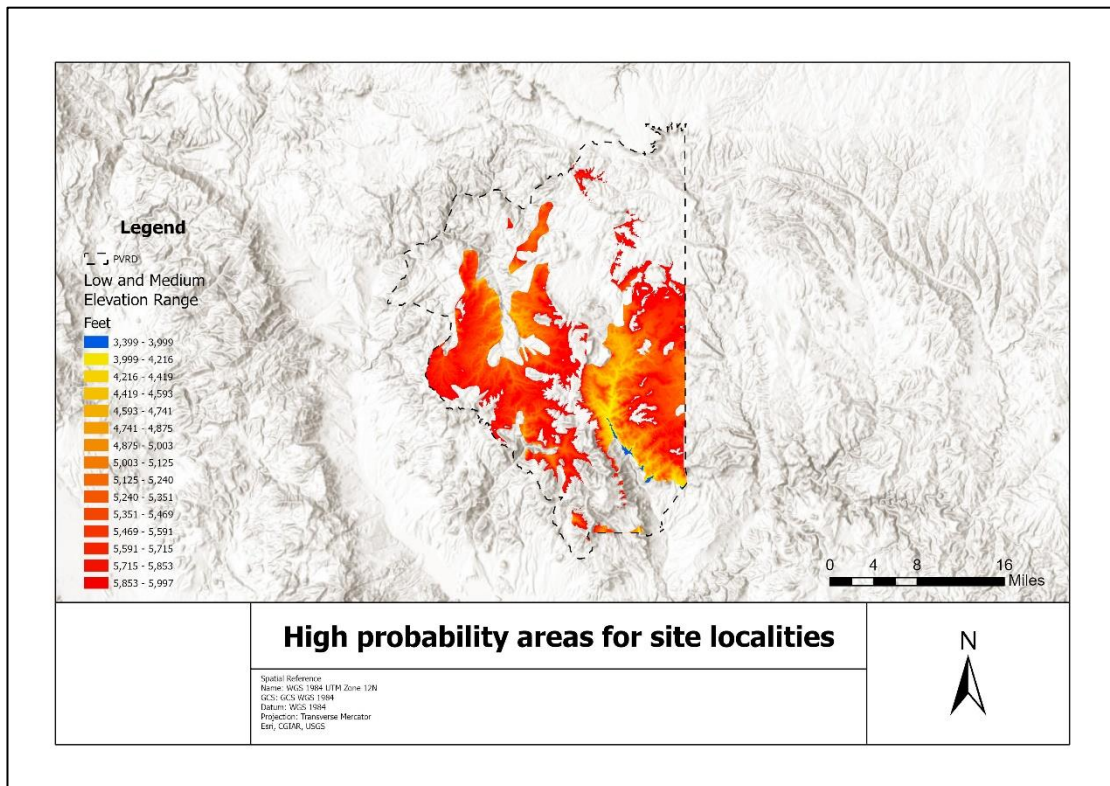 Legend
PVRD
Low and Medium
Elevation Range
Feet
3,399 - 3,999
3,999 - 4,216
4,216 - 4,419
4,419 - 4,593
4,593 - 4,741
4,741 - 4,875
4,875 - 5,003
5,003 - 5,125
5,125 - 5,240
5,240 - 5,351
5,351 - 5,469
5,469 - 5,591
5,591 - 5,715
5,715 - 5,853
5,853 - 5,997
0 4 8 16
Miles
High probability areas for site localities
Spatial Reference
Name: WGS 1984 UTM Zone 12N
GCS: GCS WGS 1984
Datum: WGS 1984
Projection: Transverse Mercator
Esri, CGIAR, USGS
N